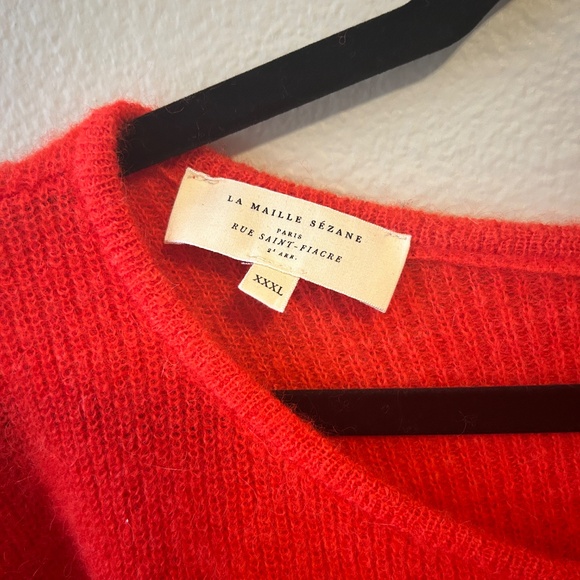 LA MAILLE SÉZANE
PARIS
RUE SAINT-FIACRE
2ᵉ ARR.
XXXL